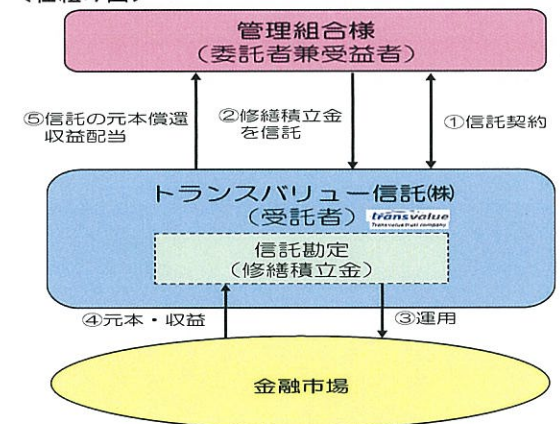 管理組合様
（委託者兼受益者）
⑤信託の元本償還
収益配当
②修繕積立金
を信託
①信託契約
トランスバリュー信託㈱
（受託者）
transvalue
Transvalue trust company
信託勘定
（修繕積立金）
④元本・収益
③運用
金融市場